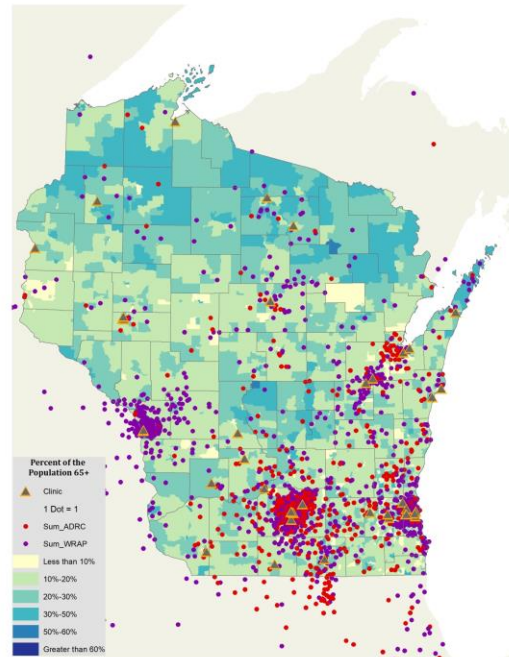 Percent of the
Population 65+
Clinic
1 Dot = 1
Sum_ADRC
Sum_WRAP
Less than 10%
10%-20%
20%-30%
30%-50%
50%-60%
Greater than 60%